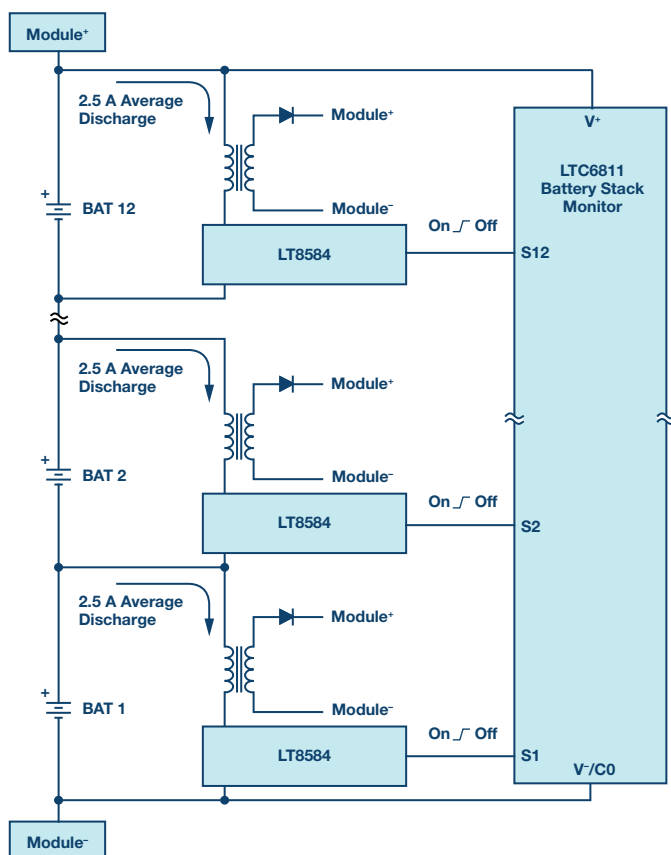 Module⁺
2.5 A Average
Discharge
Module⁺
V⁺
LTC6811
Battery Stack
Monitor
+
BAT 12
Module⁻
On Off
LT8584
S12
2.5 A Average
Discharge
Module⁺
+
BAT 2
Module⁻
On Off
LT8584
S2
2.5 A Average
Discharge
Module⁺
+
BAT 1
Module⁻
On Off
LT8584
S1
V⁻/C0
Module⁻